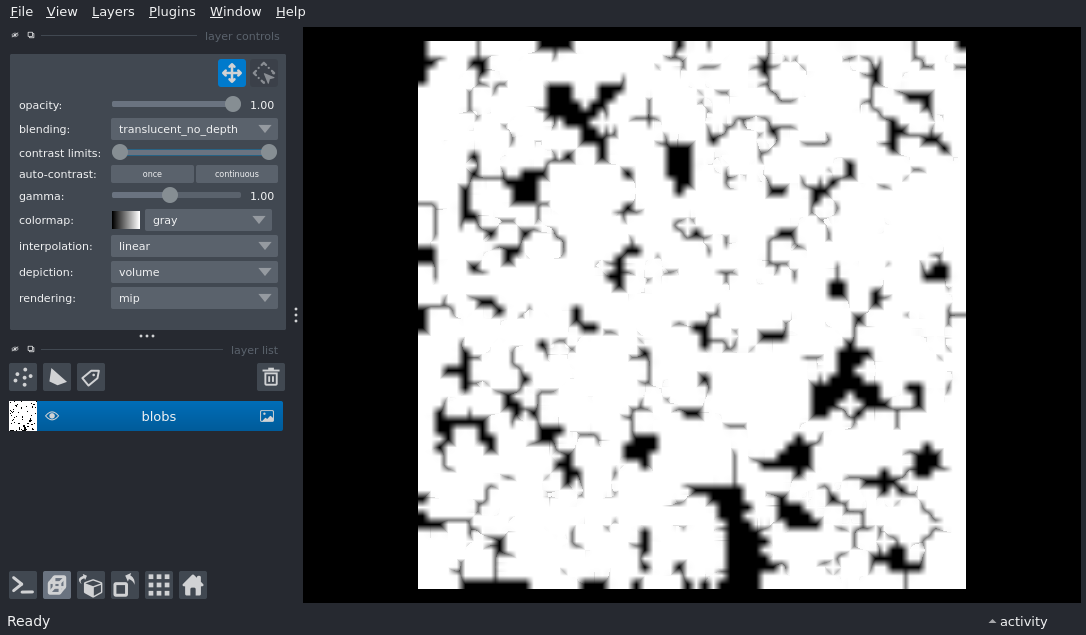 File View Layers Plugins Window Help
layer controls
opacity: 1.00
blending: translucent_no_depth
contrast limits:
auto-contrast: once continuous
gamma: 1.00
colormap: gray
interpolation: linear
depiction: volume
rendering: mip
layer list
blobs
Ready activity